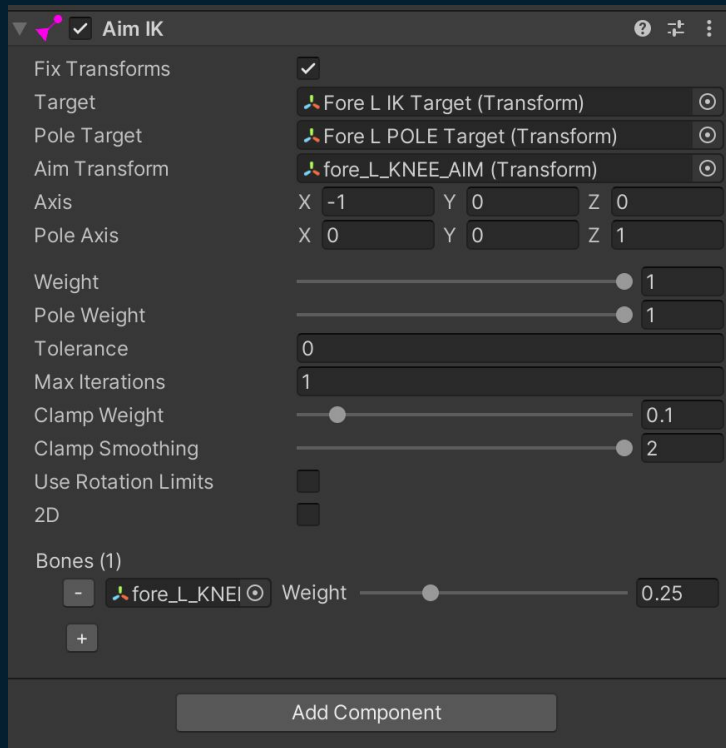 Aim IK
Fix Transforms
Target Fore L IK Target (Transform)
Pole Target Fore L POLE Target (Transform)
Aim Transform fore_L_KNEE_AIM (Transform)
Axis X -1 Y 0 Z 0
Pole Axis X 0 Y 0 Z 1
Weight 1
Pole Weight 1
Tolerance 0
Max Iterations 1
Clamp Weight 0.1
Clamp Smoothing 2
Use Rotation Limits
2D
Bones (1)
- fore_L_KNEI Weight 0.25
+
Add Component